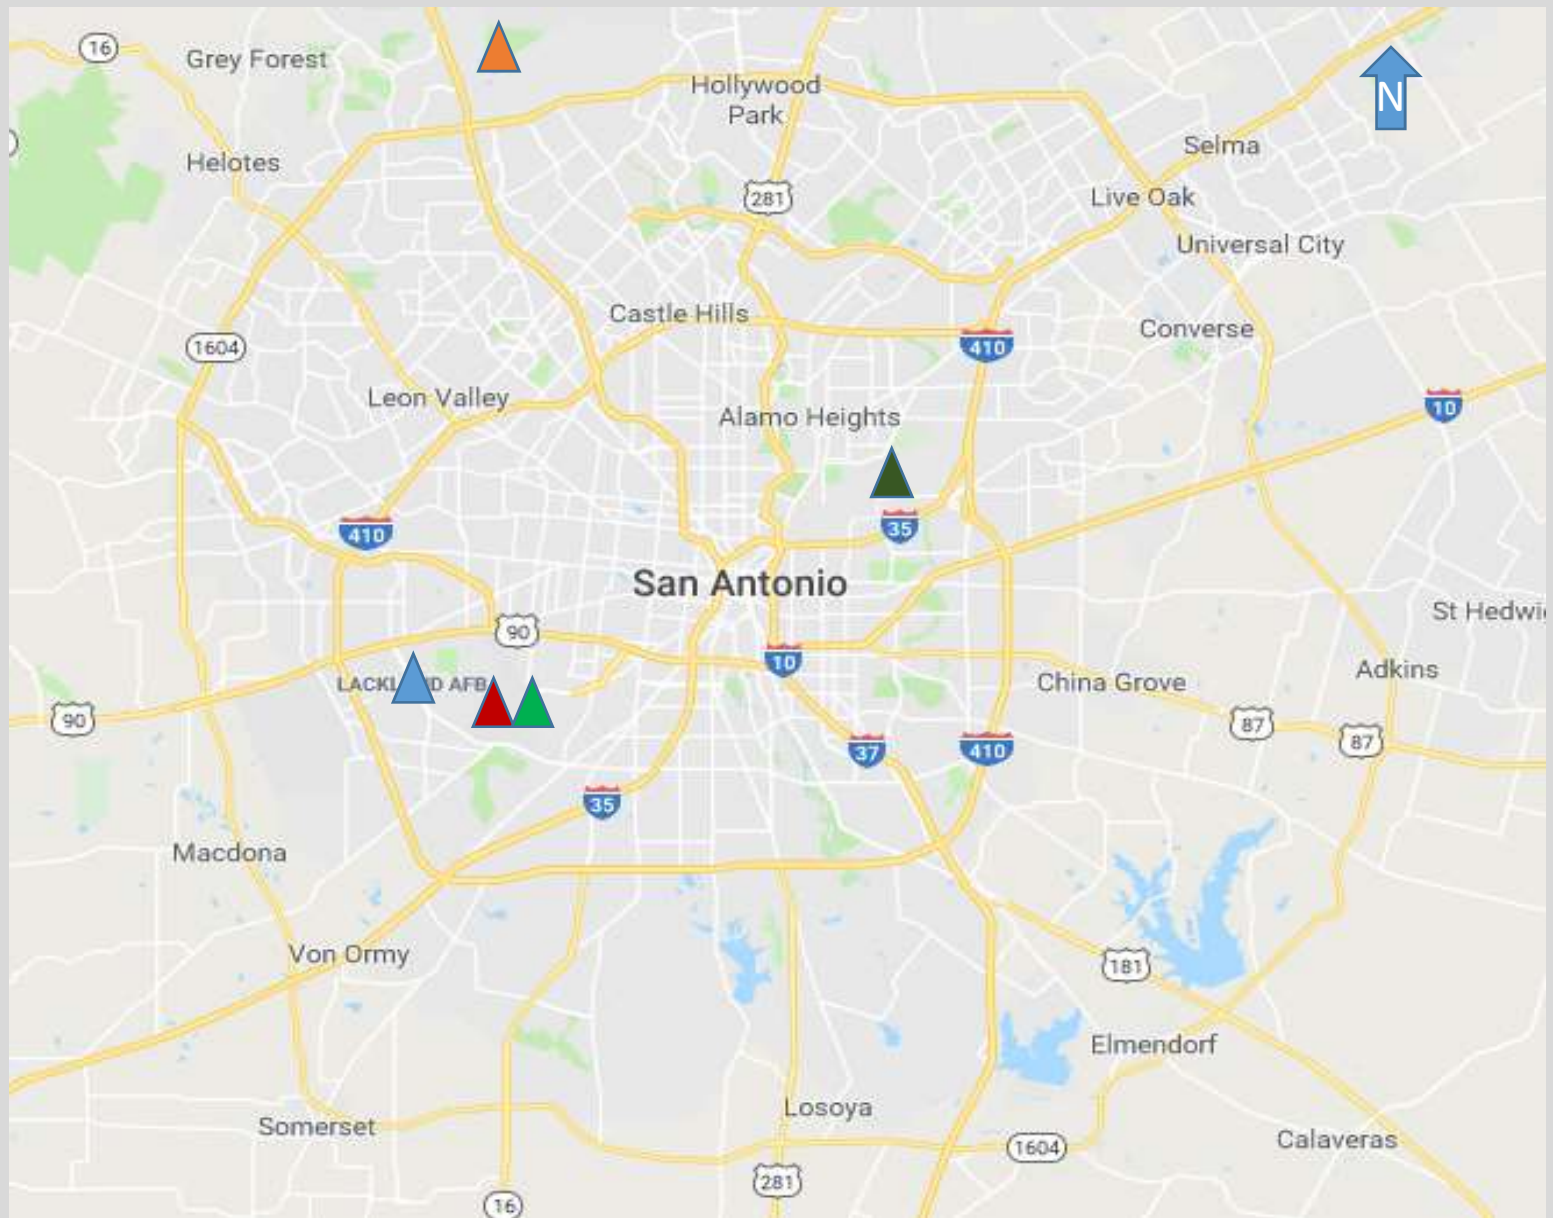 16
Grey Forest
Hollywood
Park
N
Selma
Helotes
Live Oak
281
Universal City
Castle Hills
Converse
1604
410
Leon Valley
10
Alamo Heights
410
35
San Antonio
St Hedwi
90
10
Adkins
LACKL D AFB
China Grove
90
87
87
37
410
35
Macdona
Von Ormy
181
Elmendorf
Losoya
Somerset
Calaveras
1604
281
16